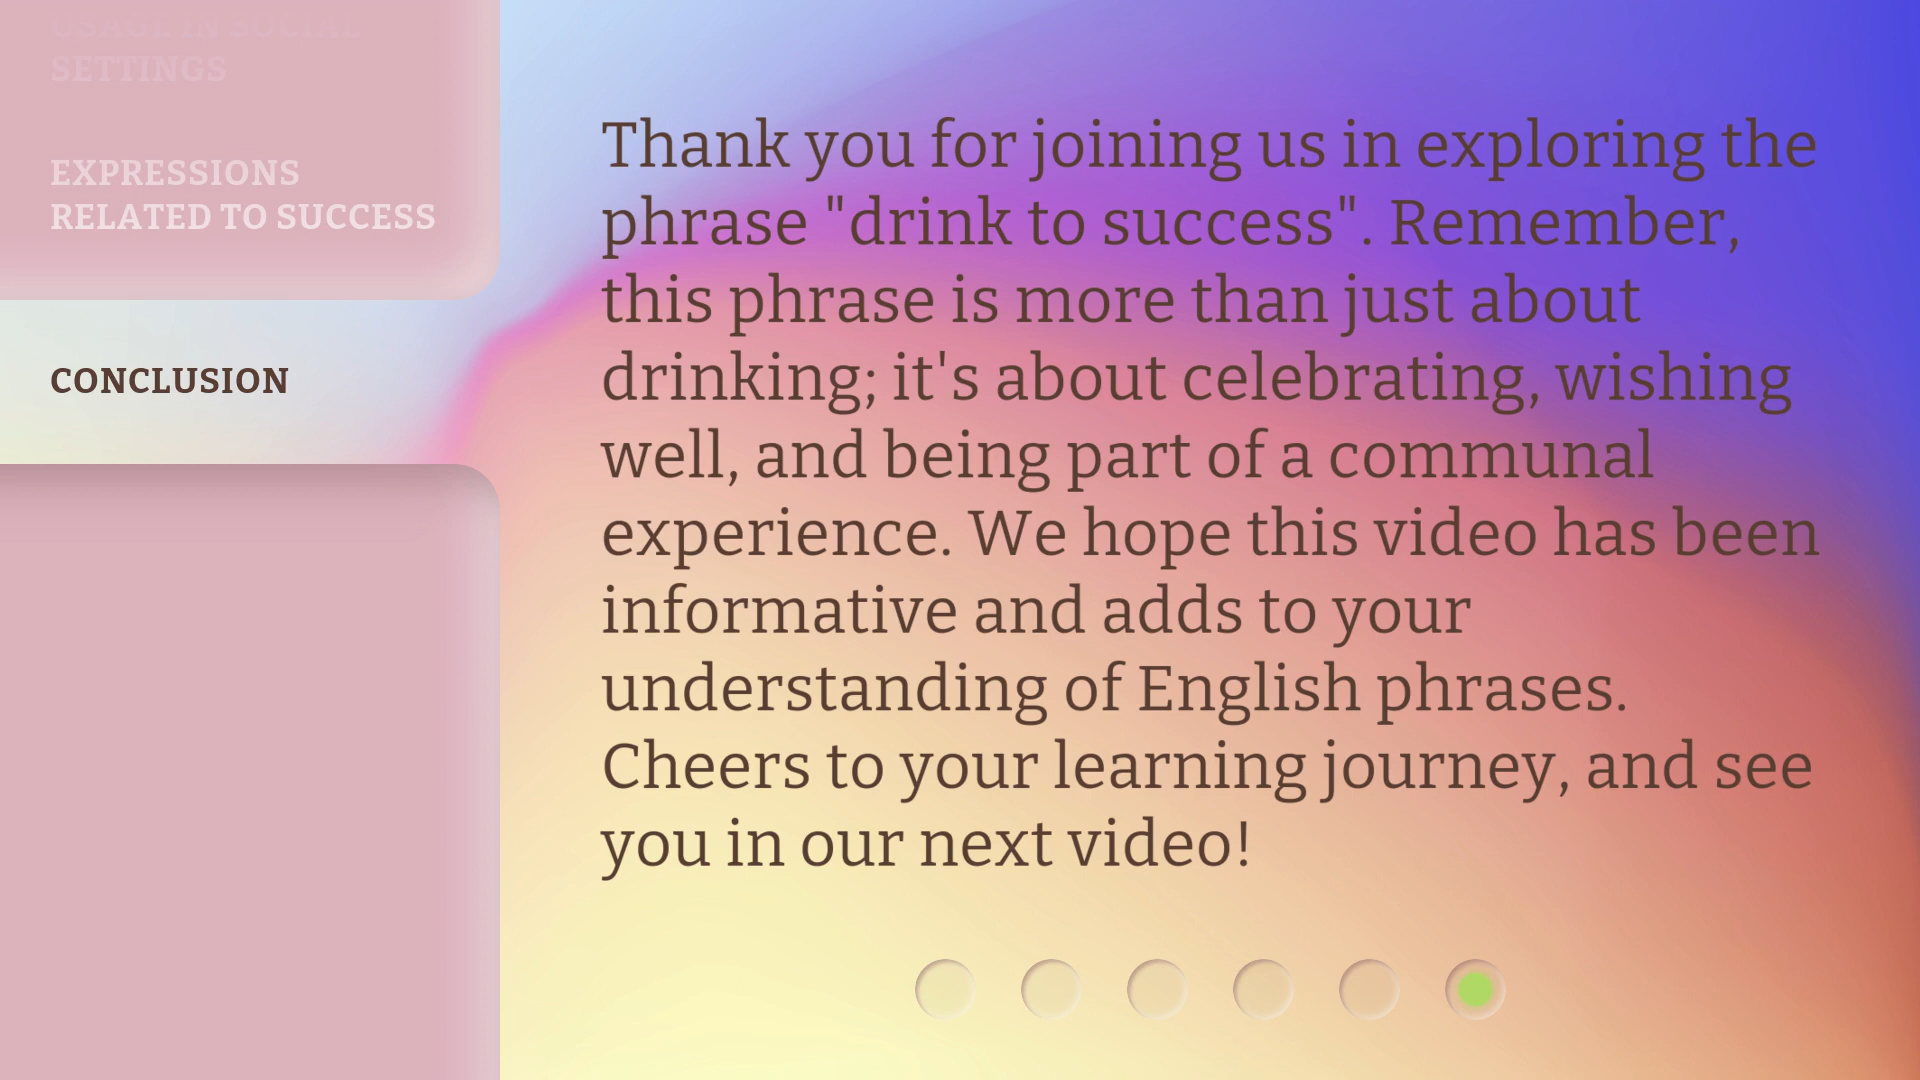 USAGE IN SOCIAL
SETTINGS
EXPRESSIONS
RELATED TO SUCCESS
CONCLUSION
Thank you for joining us in exploring the
phrase "drink to success". Remember,
this phrase is more than just about
drinking; it's about celebrating, wishing
well, and being part of a communal
experience. We hope this video has been
informative and adds to your
understanding of English phrases.
Cheers to your learning journey, and see
you in our next video!